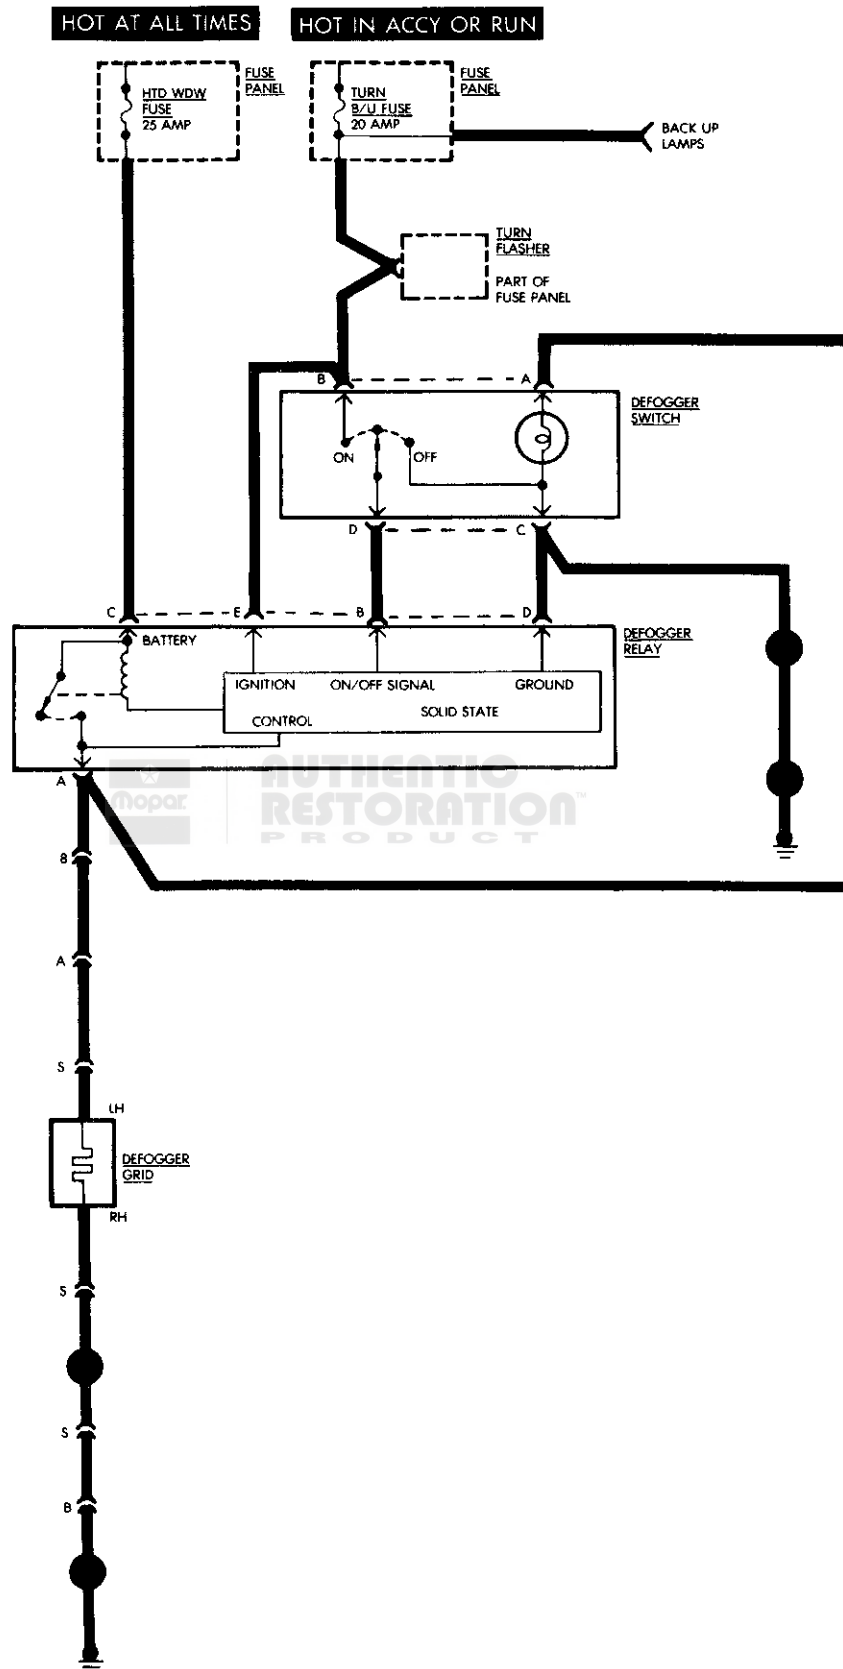 HOT AT ALL TIMES
HOT IN ACCY OR RUN
HTD WDW
FUSE
25 AMP
FUSE
PANEL
TURN
B/U FUSE
20 AMP
FUSE
PANEL
BACK UP
LAMPS
TURN
FLASHER
PART OF
FUSE PANEL
B
A
DEFOGGER
SWITCH
ON
OFF
D
C
C
E
B
D
BATTERY
DEFOGGER
RELAY
IGNITION
ON/OFF SIGNAL
GROUND
SOLID STATE
CONTROL
A
Mopar
AUTHENTIC
RESTORATION™
PRODUCT
8
A
S
LH
DEFOGGER
GRID
RH
S
S
B